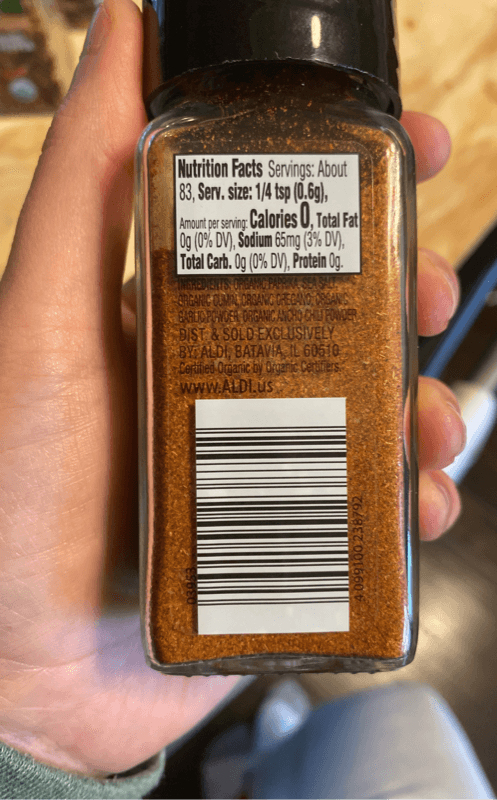 Nutrition Facts Servings: About
83, Serv. size: 1/4 tsp (0.6g),
Amount per serving: Calories 0, Total Fat
0g (0% DV), Sodium 65mg (3% DV),
Total Carb. 0g (0% DV), Protein 0g.
INGREDIENTS: ORGANIC PAPRIKA, SEA SALT,
ORGANIC CUMIN, ORGANIC OREGANO, ORGANIC
GARLIC POWDER, ORGANIC ANCHO CHILI POWDER.
DIST. & SOLD EXCLUSIVELY
BY: ALDI, BATAVIA, IL 60510
Certified Organic by Organic Certifiers.
www.ALDI.us
4 099100 238792